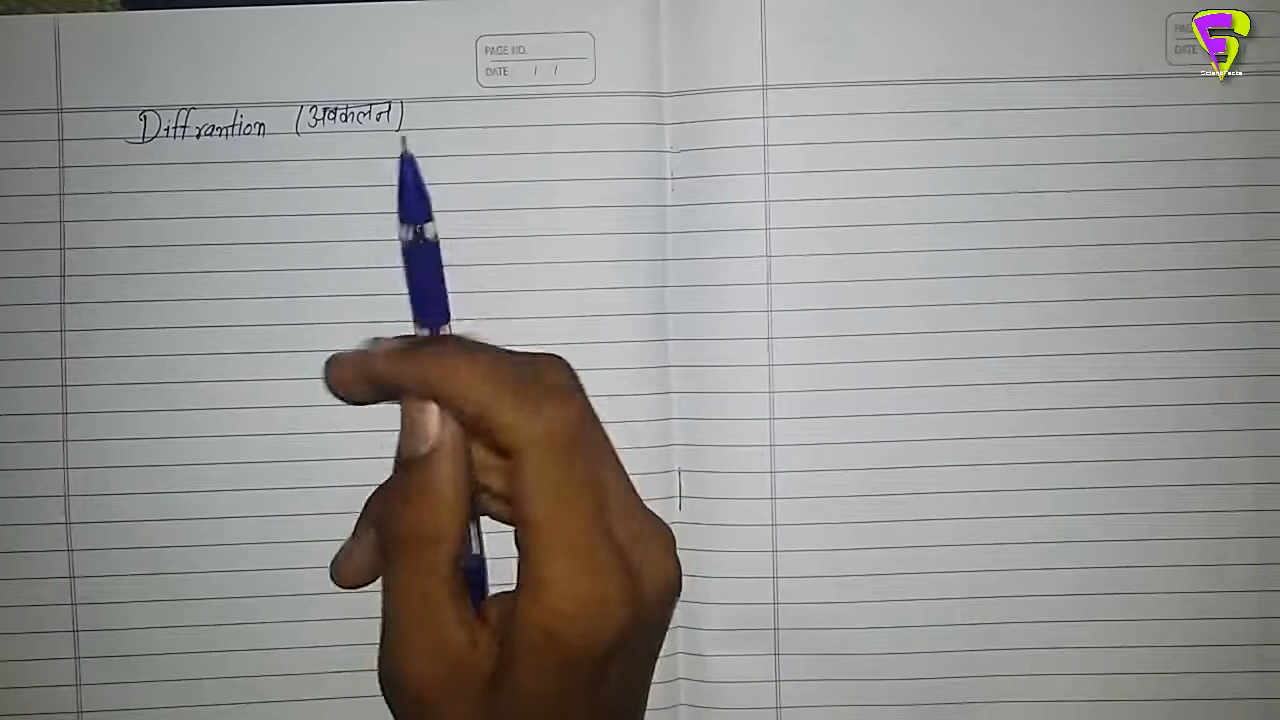 PAGE NO.
DATE / /
Diffrantion (अवकलन)